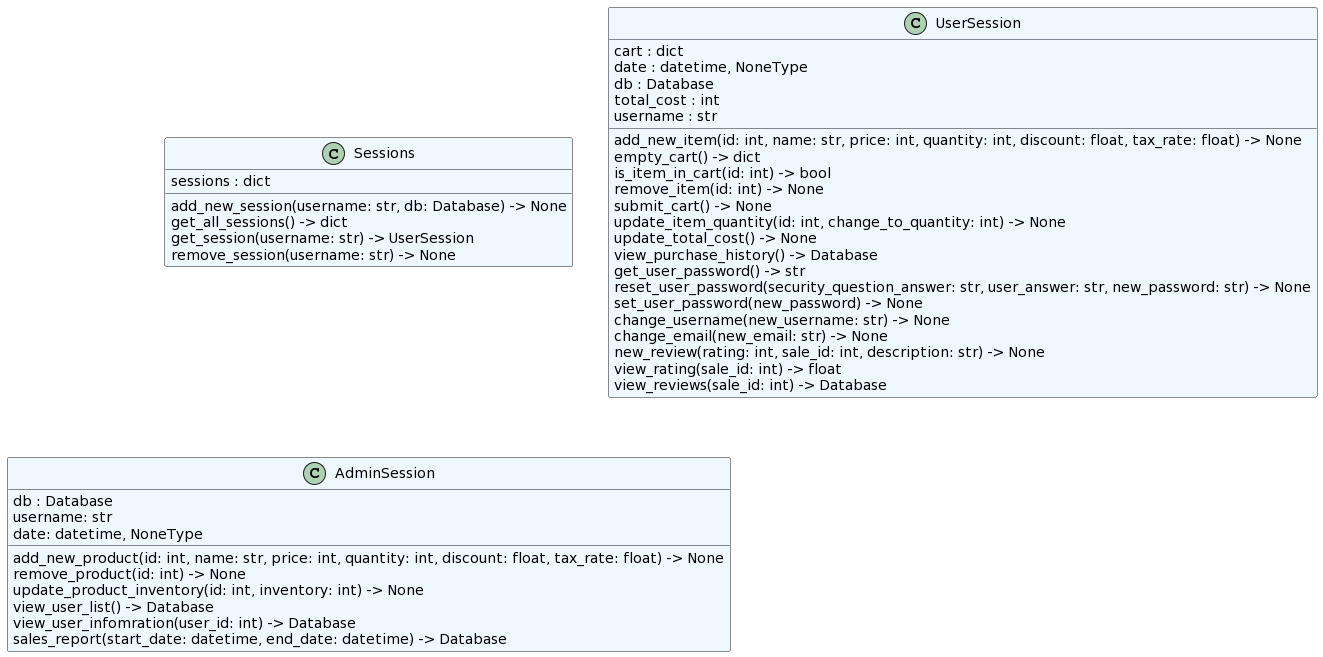 C Sessions
sessions : dict
add_new_session(username: str, db: Database) -> None
get_all_sessions() -> dict
get_session(username: str) -> UserSession
remove_session(username: str) -> None
C UserSession
cart : dict
date : datetime, NoneType
db : Database
total_cost : int
username : str
add_new_item(id: int, name: str, price: int, quantity: int, discount: float, tax_rate: float) -> None
empty_cart() -> dict
is_item_in_cart(id: int) -> bool
remove_item(id: int) -> None
submit_cart() -> None
update_item_quantity(id: int, change_to_quantity: int) -> None
update_total_cost() -> None
view_purchase_history() -> Database
get_user_password() -> str
reset_user_password(security_question_answer: str, user_answer: str, new_password: str) -> None
set_user_password(new_password) -> None
change_username(new_username: str) -> None
change_email(new_email: str) -> None
new_review(rating: int, sale_id: int, description: str) -> None
view_rating(sale_id: int) -> float
view_reviews(sale_id: int) -> Database
C AdminSession
db : Database
username: str
date: datetime, NoneType
add_new_product(id: int, name: str, price: int, quantity: int, discount: float, tax_rate: float) -> None
remove_product(id: int) -> None
update_product_inventory(id: int, inventory: int) -> None
view_user_list() -> Database
view_user_infomration(user_id: int) -> Database
sales_report(start_date: datetime, end_date: datetime) -> Database